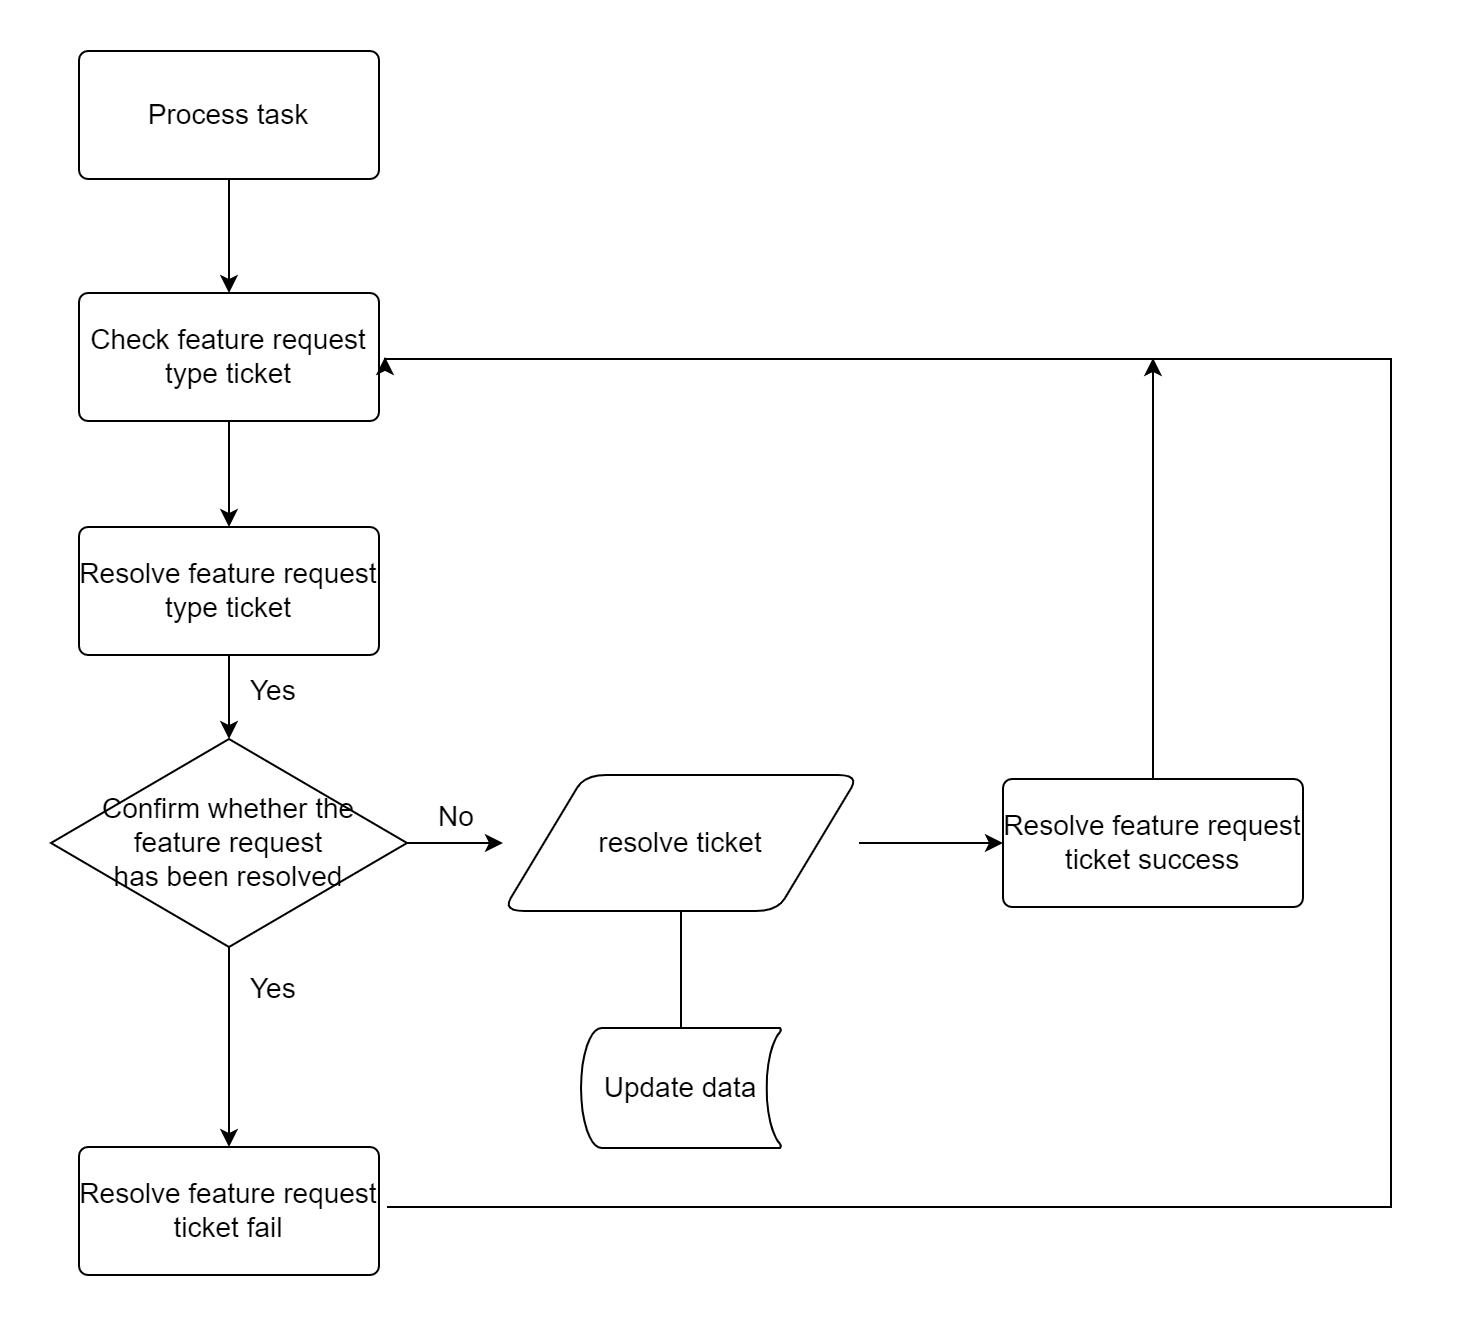 Process task
Check feature request
type ticket
Resolve feature request
type ticket
Yes
Confirm whether the
feature request
has been resolved
No
resolve ticket
Resolve feature request
ticket success
Yes
Update data
Resolve feature request
ticket fail